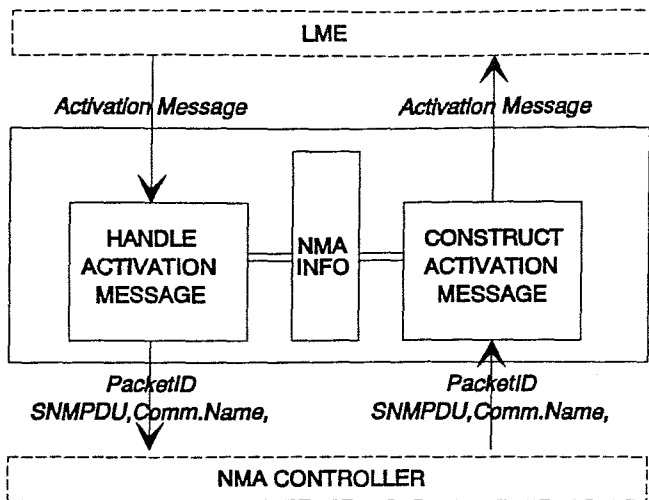 LME
Activation Message
Activation Message
HANDLE
ACTIVATION
MESSAGE
NMA
INFO
CONSTRUCT
ACTIVATION
MESSAGE
PacketID
SNMPDU,Comm.Name,
PacketID
SNMPDU,Comm.Name,
NMA CONTROLLER